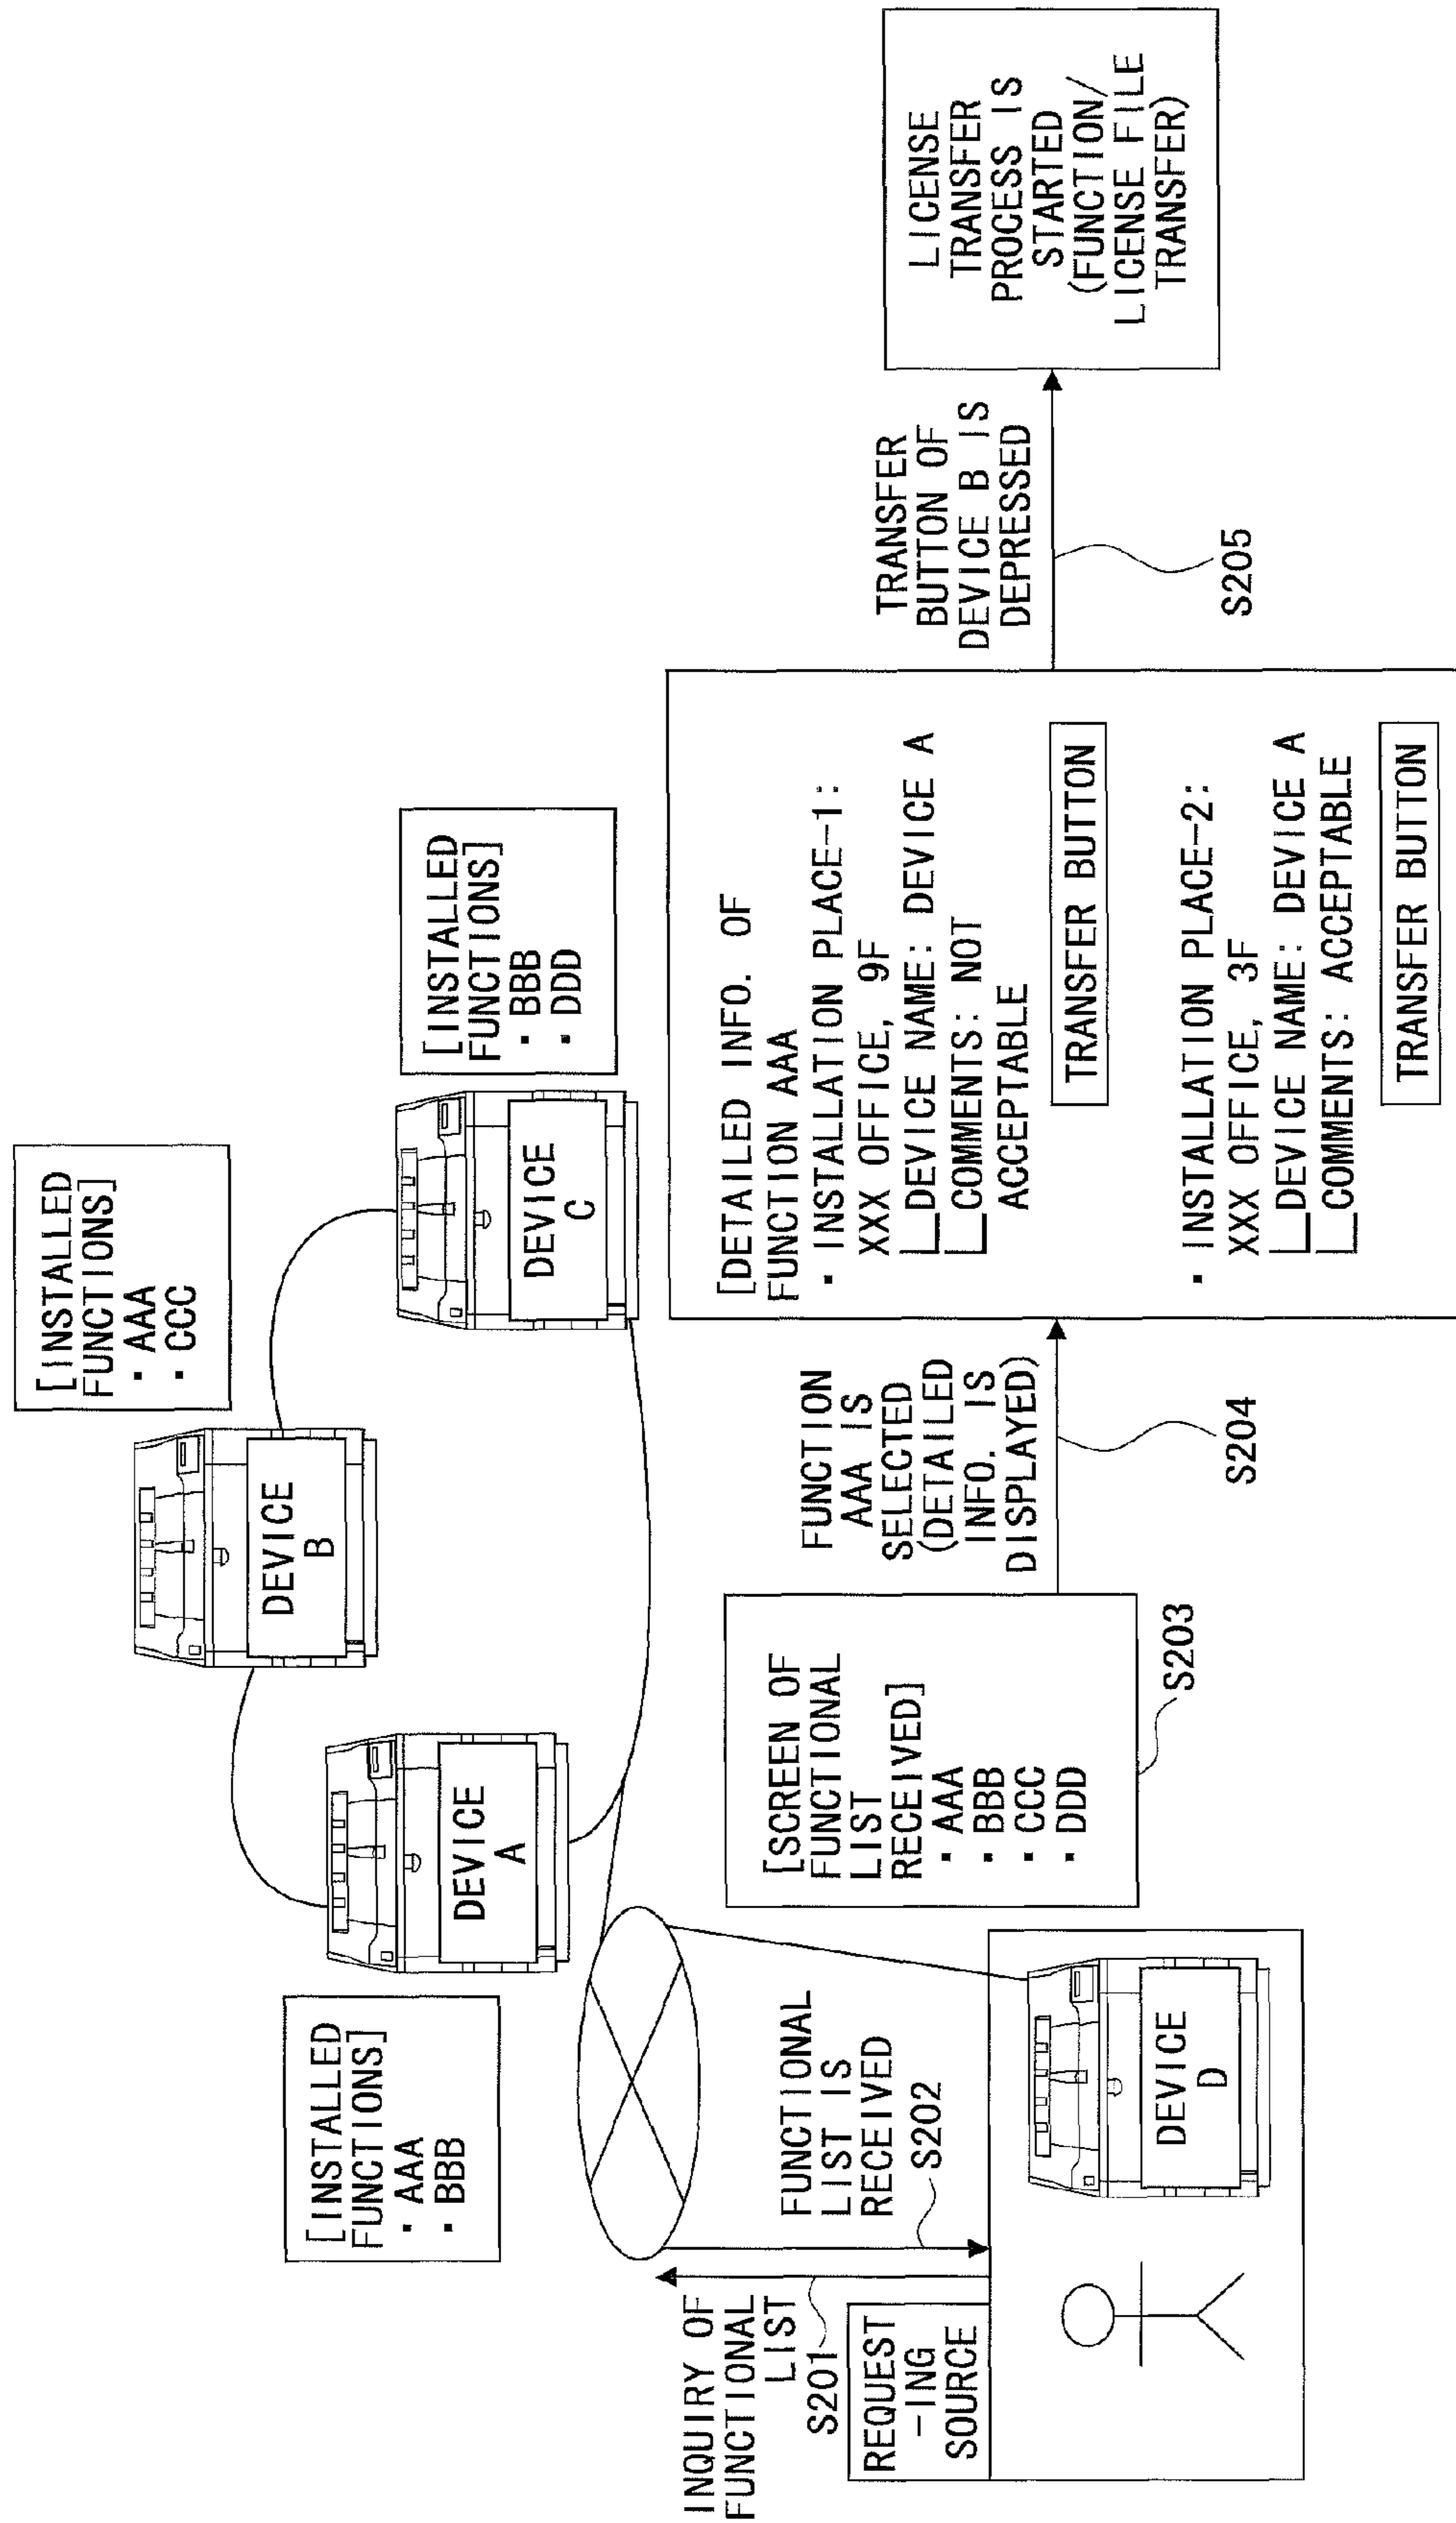 [INSTALLED
FUNCTIONS]
• AAA
• CCC
DEVICE
B
[INSTALLED
FUNCTIONS]
• AAA
• BBB
DEVICE
A
DEVICE
C
[INSTALLED
FUNCTIONS]
• BBB
• DDD
INQUIRY OF
FUNCTIONAL
LIST
S201
FUNCTIONAL
LIST IS
RECEIVED
S202
REQUEST
-ING
SOURCE
DEVICE
D
[SCREEN OF
FUNCTIONAL
LIST
RECEIVED]
• AAA
• BBB
• CCC
• DDD
S203
FUNCTION
AAA IS
SELECTED
(DETAILED
INFO. IS
DISPLAYED)
S204
[DETAILED INFO. OF
FUNCTION AAA
• INSTALLATION PLACE-1:
XXX OFFICE, 9F
DEVICE NAME: DEVICE A
COMMENTS: NOT
ACCEPTABLE
TRANSFER BUTTON
• INSTALLATION PLACE-2:
XXX OFFICE, 3F
DEVICE NAME: DEVICE A
COMMENTS: ACCEPTABLE
TRANSFER BUTTON
TRANSFER
BUTTON OF
DEVICE B IS
DEPRESSED
S205
LICENSE
TRANSFER
PROCESS IS
STARTED
(FUNCTION/
LICENSE FILE
TRANSFER)